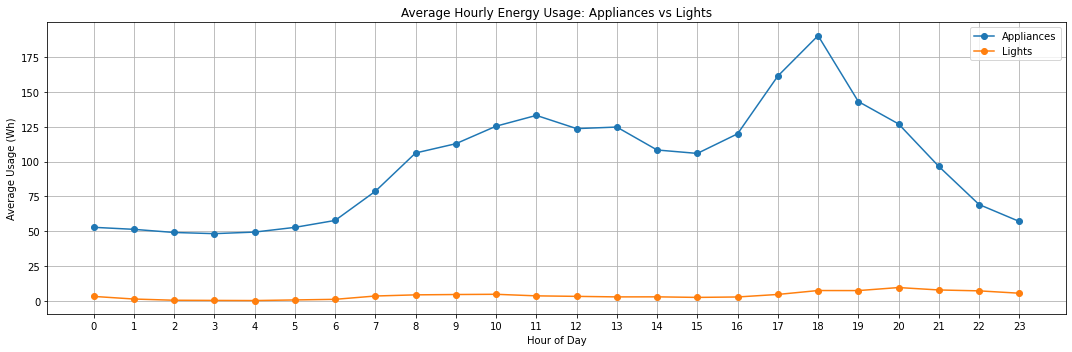 Average Hourly Energy Usage: Appliances vs Lights
Appliances
Lights
Average Usage (Wh)
175
150
125
100
75
50
25
0
0 1 2 3 4 5 6 7 8 9 10 11 12 13 14 15 16 17 18 19 20 21 22 23
Hour of Day